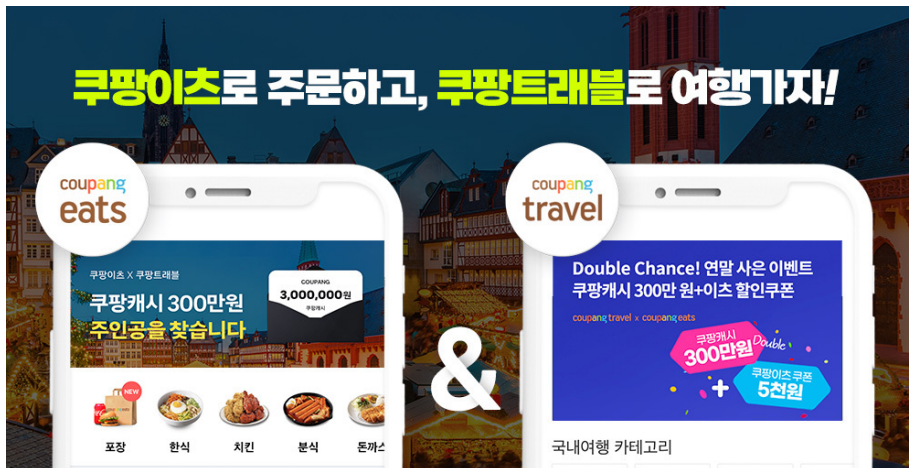 쿠팡이츠로 주문하고, 쿠팡트래블로 여행가자!
coupang
eats
쿠팡이츠 X 쿠팡트래블
쿠팡캐시 300만원
주인공을 찾습니다
COUPANG
3,000,000원
쿠팡캐시
NEW
포장
한식
치킨
분식
돈까스
&
coupang
travel
Double Chance! 연말 사은 이벤트
쿠팡캐시 300만 원+이츠 할인쿠폰
coupang travel x coupang eats
쿠팡캐시
300만원
Double
+
쿠팡이츠 쿠폰
5천원
국내여행 카테고리